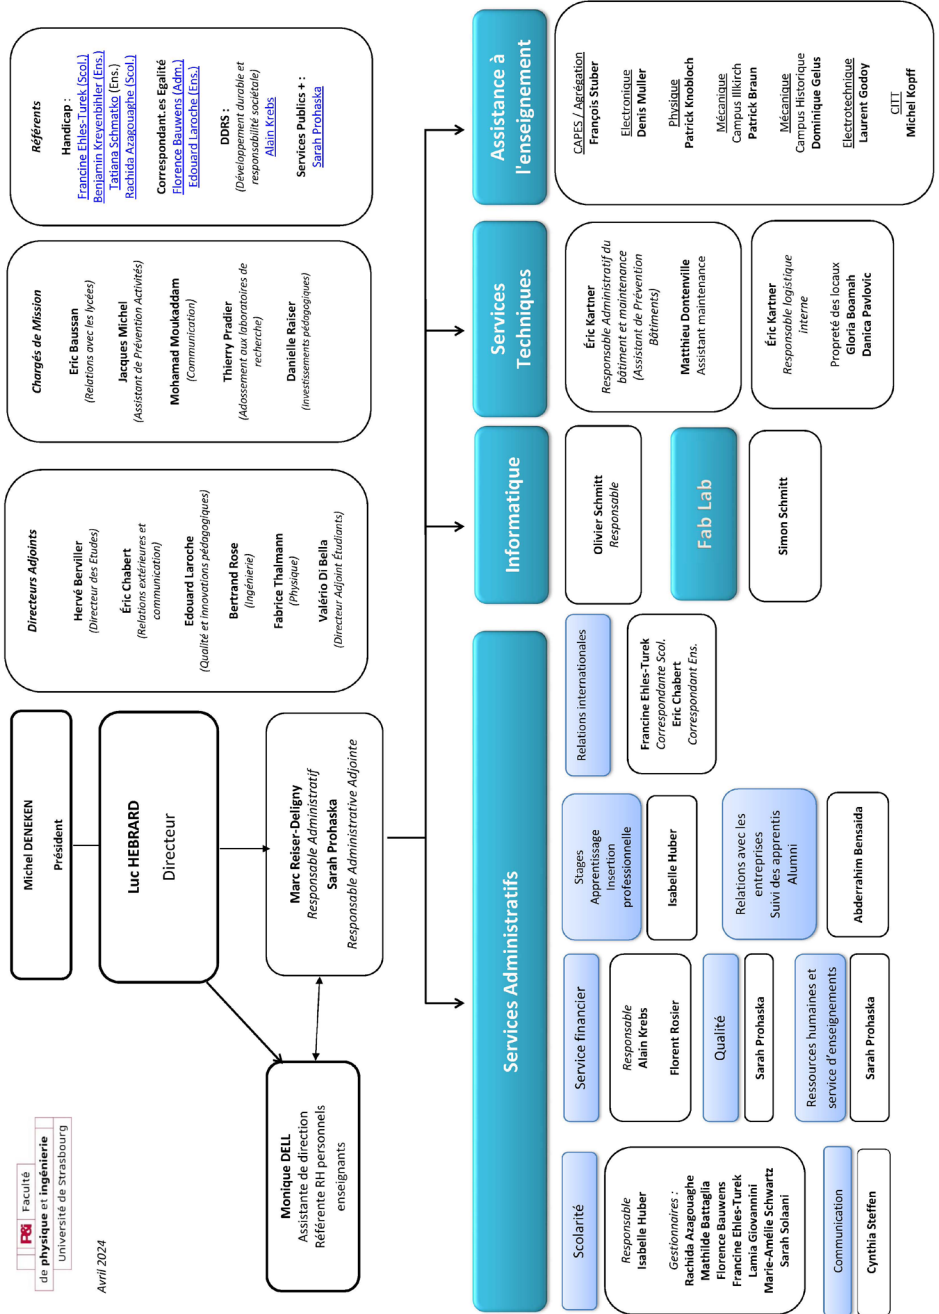 P&i Faculté
de physique et ingénierie
Université de Strasbourg
Avril 2024
Michel DENEKEN
Président
Luc HEBRARD
Directeur
Monique DELL
Assistante de direction
Référente RH personnels
enseignants
Marc Reiser-Deligny
Responsable Administratif
Sarah Prohaska
Responsable Administrative Adjointe
Directeurs Adjoints
Hervé Berviller
(Directeur des Etudes)
Éric Chabert
(Relations extérieures et
communication)
Edouard Laroche
(Qualité et innovations pédagogiques)
Bertrand Rose
(Ingénierie)
Fabrice Thalmann
(Physique)
Valério Di Bella
(Directeur Adjoint Étudiants)
Chargés de Mission
Eric Baussan
(Relations avec les lycées)
Jacques Michel
(Assistant de Prévention Activités)
Mohamad Moukaddam
(Communication)
Thierry Pradier
(Adossement aux laboratoires de
recherche)
Danielle Raiser
(Investissements pédagogiques)
Référents
Handicap :
Francine Ehles-Turek (Scol.)
Benjamin Krevenbihler (Ens.)
Tatiana Schmatko (Ens.)
Rachida Azagouaghe (Scol.)
Correspondant.es Egalité
Florence Bauwens (Adm.)
Edouard Laroche (Ens.)
DDRS :
(Développement durable et
responsabilité sociétale)
Alain Krebs
Services Publics + :
Sarah Prohaska
Services Administratifs
Scolarité
Responsable
Isabelle Huber
Gestionnaires :
Rachida Azagouaghe
Mathilde Battaglia
Florence Bauwens
Francine Ehles-Turek
Lamia Giovannini
Marie-Amélie Schwartz
Sarah Solaani
Communication
Cynthia Steffen
Service financier
Responsable
Alain Krebs
Florent Rosier
Qualité
Sarah Prohaska
Ressources humaines et
service d'enseignements
Sarah Prohaska
Stages
Apprentissage
Insertion
professionnelle
Isabelle Huber
Relations avec les
entreprises
Suivi des apprentis
Alumni
Abderrahim Bensaida
Relations internationales
Francine Ehles-Turek
Correspondante Scol.
Eric Chabert
Correspondant Ens.
Informatique
Olivier Schmitt
Responsable
Fab Lab
Simon Schmitt
Services
Techniques
Éric Kartner
Responsable Administratif du
bâtiment et maintenance
(Assistant de Prévention
Bâtiments)
Matthieu Dontenville
Assistant maintenance
Éric Kartner
Responsable logistique
interne
Propreté des locaux
Gloria Boamah
Danica Pavlovic
Assistance à
l'enseignement
CAPES / Agrégation
François Stuber
Electronique
Denis Muller
Physique
Patrick Knobloch
Mécanique
Campus Illkirch
Patrick Braun
Mécanique
Campus Historique
Dominique Gelus
Electrotechnique
Laurent Godoy
CITT
Michel Kopff